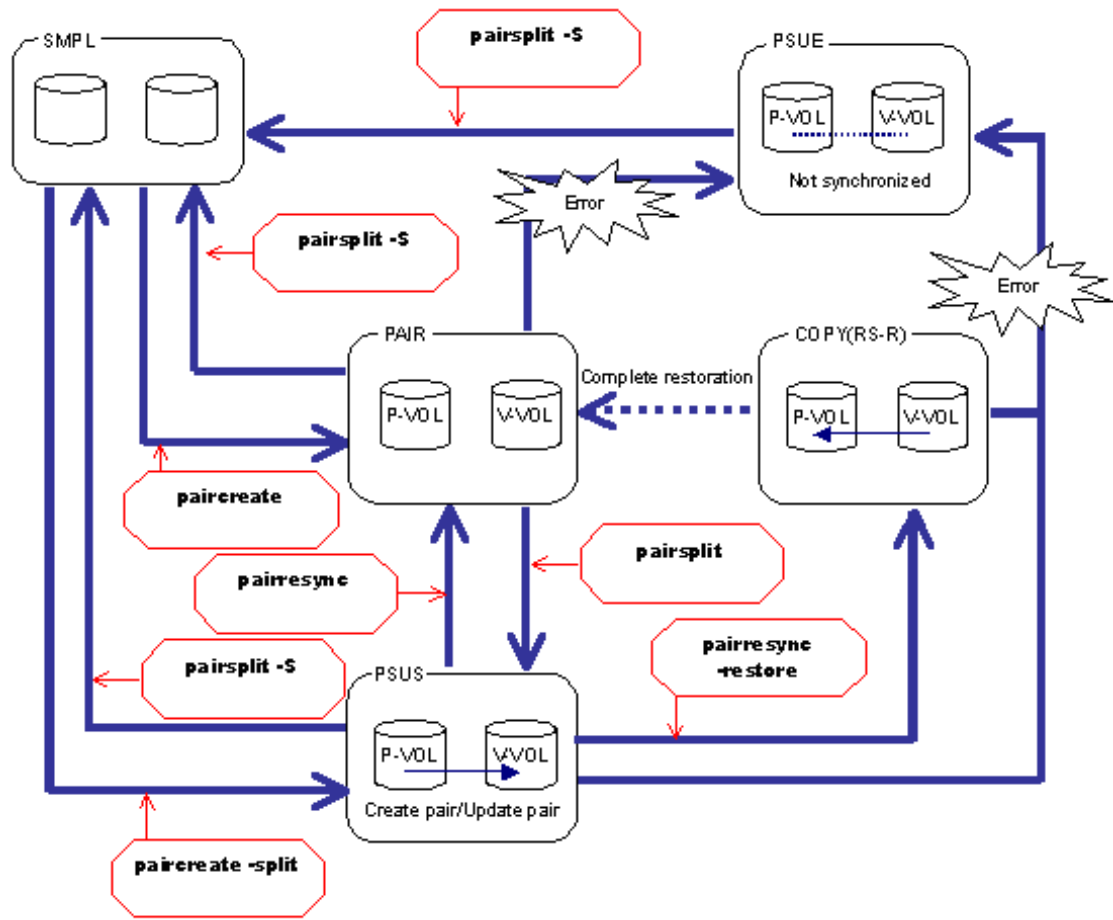 SMPL
pairsplit -S
PSUE
P-VOL
V-VOL
Not synchronized
Error
pairsplit -S
Error
PAIR
P-VOL
V-VOL
Complete restoration
COPY(RS-R)
P-VOL
V-VOL
paircreate
pairresync
pairsplit
pairsplit -S
pairresync
-restore
PSUS
P-VOL
V-VOL
Create pair/Update pair
paircreate -split